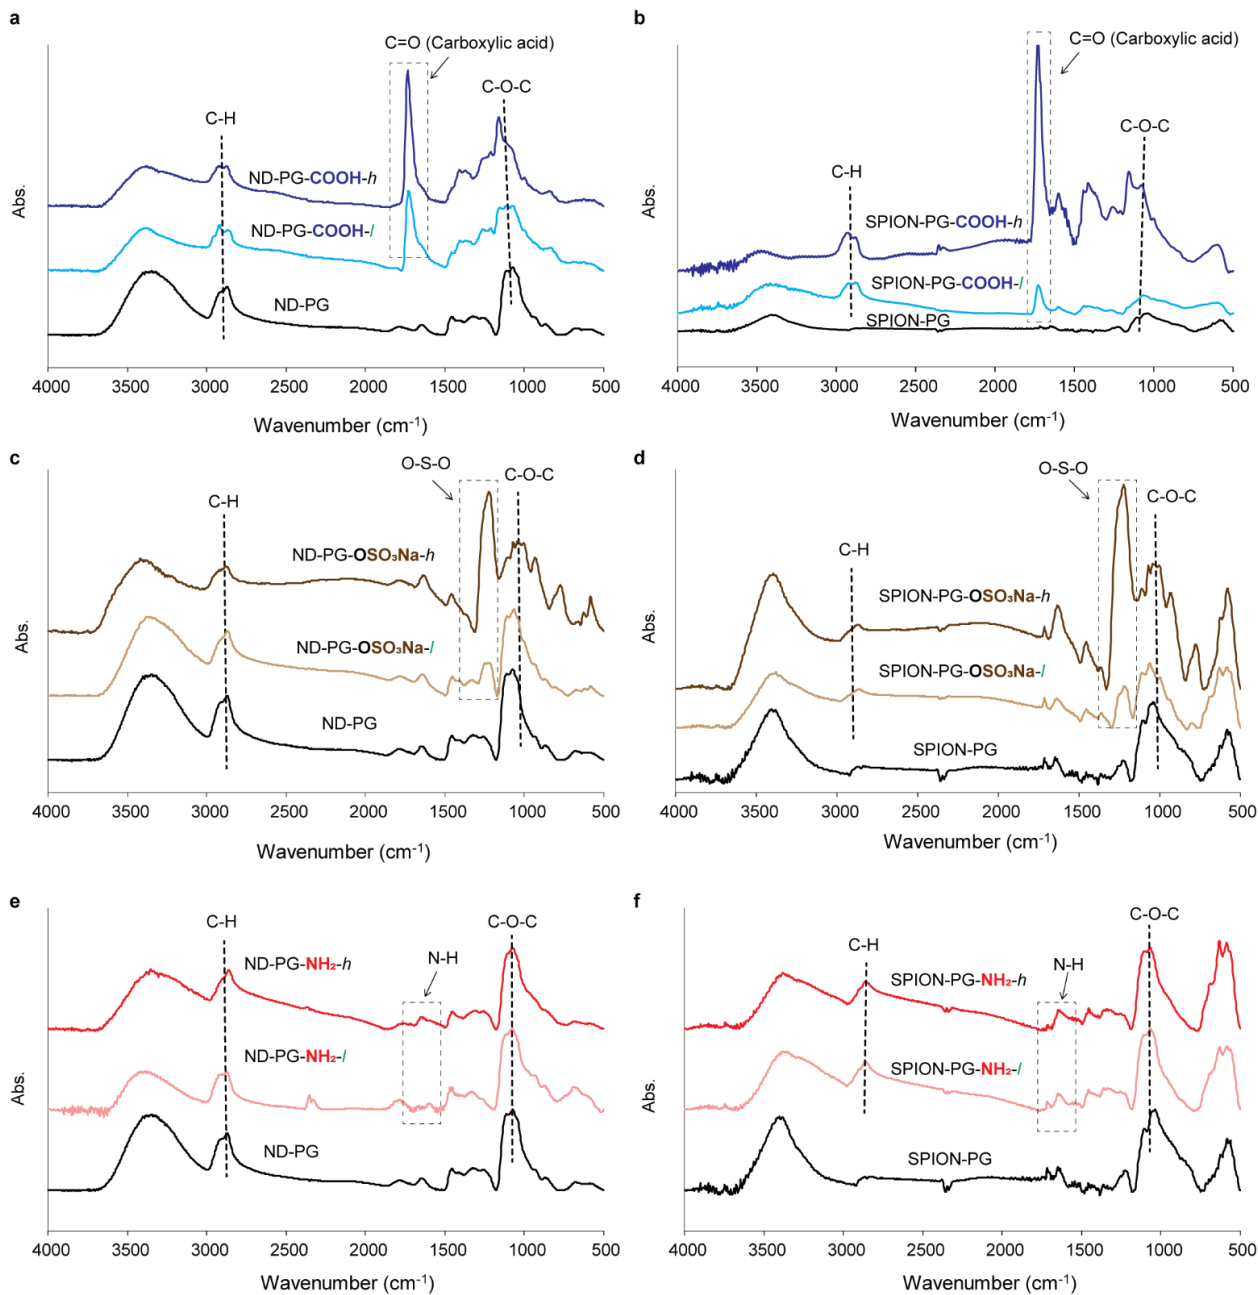 a
C=O (Carboxylic acid)
C-O-C
C-H
ND-PG-COOH-h
ND-PG-COOH-l
ND-PG
Abs.
4000 3500 3000 2500 2000 1500 1000 500
Wavenumber (cm⁻¹)
b
C=O (Carboxylic acid)
C-O-C
C-H
SPION-PG-COOH-h
SPION-PG-COOH-l
SPION-PG
Abs.
4000 3500 3000 2500 2000 1500 1000 500
Wavenumber (cm⁻¹)
c
O-S-O
C-O-C
C-H
ND-PG-OSO₃Na-h
ND-PG-OSO₃Na-l
ND-PG
Abs.
4000 3500 3000 2500 2000 1500 1000 500
Wavenumber (cm⁻¹)
d
O-S-O
C-O-C
C-H
SPION-PG-OSO₃Na-h
SPION-PG-OSO₃Na-l
SPION-PG
Abs.
4000 3500 3000 2500 2000 1500 1000 500
Wavenumber (cm⁻¹)
e
C-H
C-O-C
N-H
ND-PG-NH₂-h
ND-PG-NH₂-l
ND-PG
Abs.
4000 3500 3000 2500 2000 1500 1000 500
Wavenumber (cm⁻¹)
f
C-O-C
C-H
N-H
SPION-PG-NH₂-h
SPION-PG-NH₂-l
SPION-PG
Abs.
4000 3500 3000 2500 2000 1500 1000 500
Wavenumber (cm⁻¹)